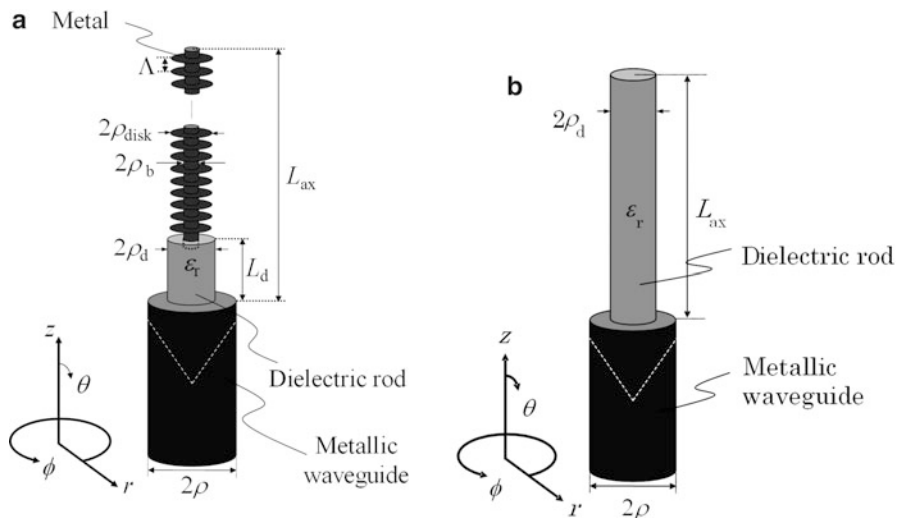 a
Metal
Λ
2ρdisk
2ρb
Lax
2ρd
εr
Ld
z
θ
Dielectric rod
Metallic
waveguide
ϕ
r
2ρ
b
2ρd
εr
Lax
Dielectric rod
z
θ
Metallic
waveguide
ϕ
r
2ρ